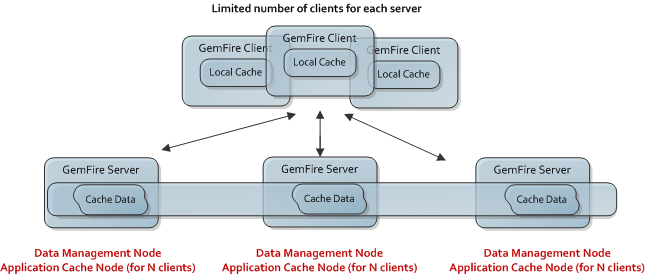 Limited number of clients for each server
GemFire Client
GemFire Client
GemFire Client
Local Cache
Local Cache
Local Cache
GemFire Server
GemFire Server
GemFire Server
Cache Data
Cache Data
Cache Data
Data Management Node
Application Cache Node (for N clients)
Data Management Node
Application Cache Node (for N clients)
Data Management Node
Application Cache Node (for N clients)